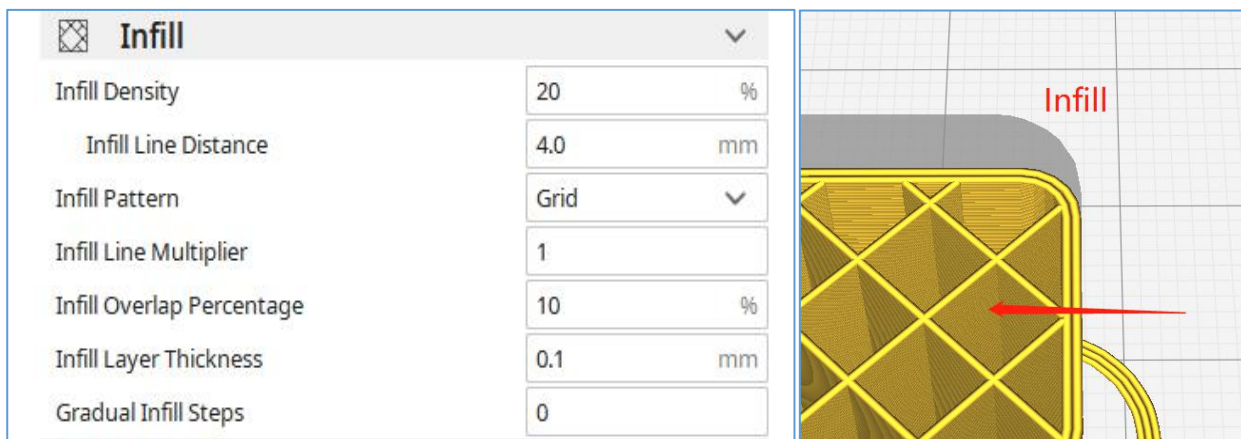 Infill
Infill Density 20 %
Infill Line Distance 4.0 mm
Infill Pattern Grid
Infill Line Multiplier 1
Infill Overlap Percentage 10 %
Infill Layer Thickness 0.1 mm
Gradual Infill Steps 0
Infill